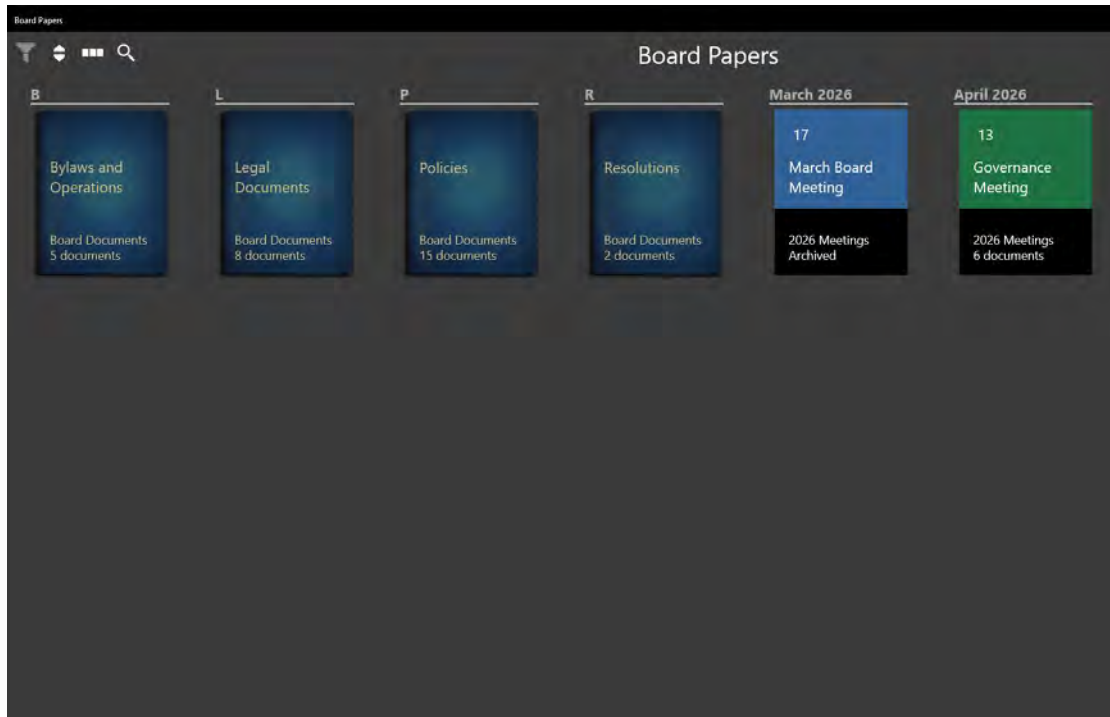 Board Papers
Board Papers
B
L
P
R
March 2026
April 2026
Bylaws and
Operations
Board Documents
5 documents
Legal
Documents
Board Documents
8 documents
Policies
Board Documents
15 documents
Resolutions
Board Documents
2 documents
17
March Board
Meeting
2026 Meetings
Archived
13
Governance
Meeting
2026 Meetings
6 documents